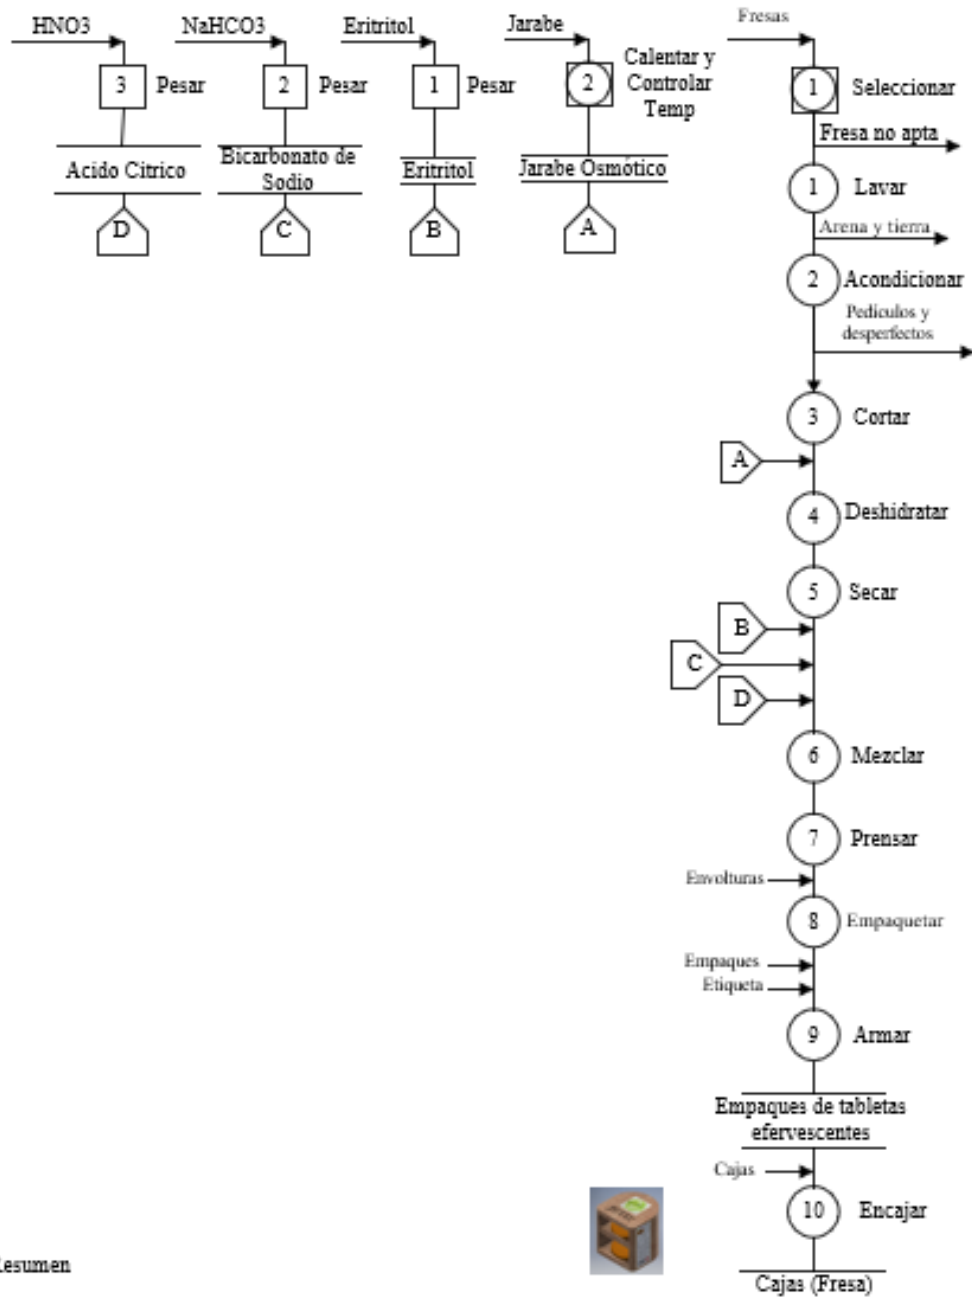 HNO3
NaHCO3
Eritritol
Jarabe
Fresas
3
Pesar
2
Pesar
1
Pesar
2
Calentar y
Controlar
Temp
1
Seleccionar
Fresa no apta
Acido Citrico
Bicarbonato de
Sodio
Eritritol
Jarabe Osmótico
1
Lavar
D
C
B
A
Arena y tierra
2
Acondicionar
Pedículos y
desperfectos
3
Cortar
A
4
Deshidratar
5
Secar
B
C
D
6
Mezclar
7
Prensar
Envolturas
8
Empaquetar
Empaques
Etiqueta
9
Armar
Empaques de tabletas
efervescentes
Cajas
10
Encajar
esumen
Cajas (Fresa)